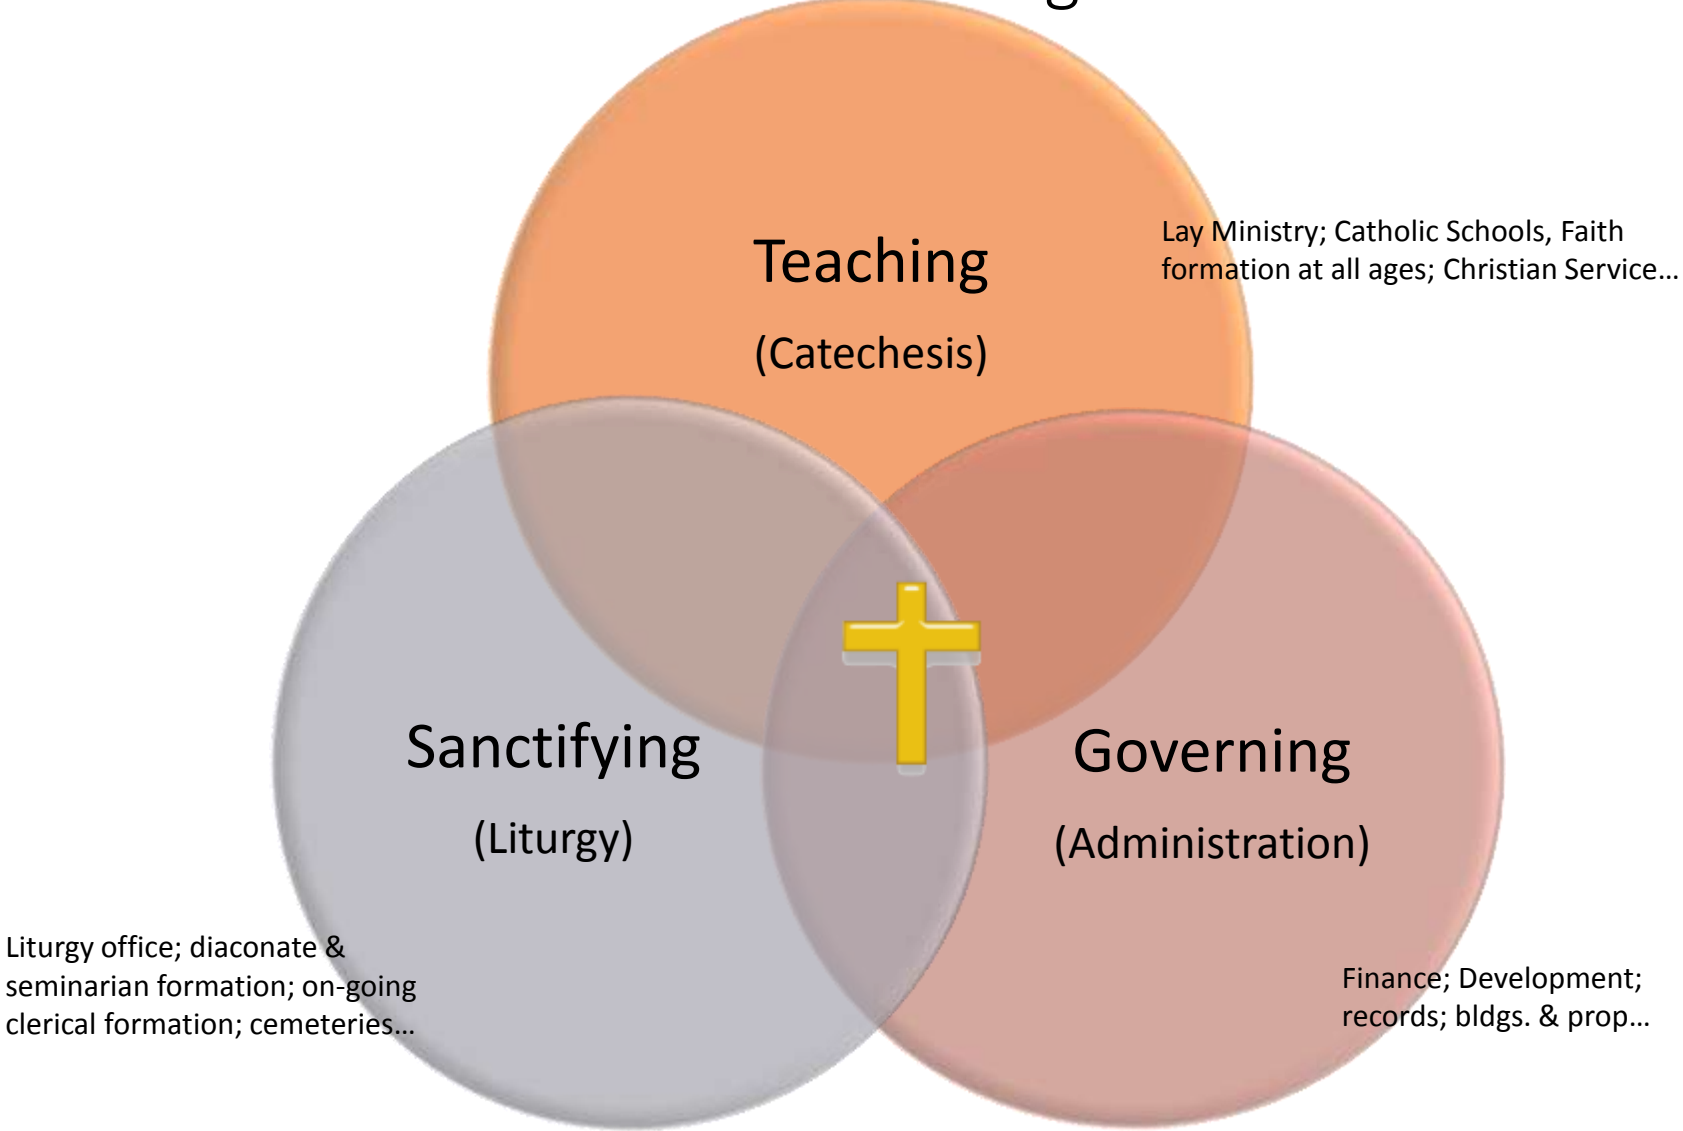 Teaching
(Catechesis)
Lay Ministry; Catholic Schools, Faith
formation at all ages; Christian Service...
Sanctifying
(Liturgy)
Governing
(Administration)
Liturgy office; diaconate &
seminarian formation; on-going
clerical formation; cemeteries...
Finance; Development;
records; bldgs. & prop...